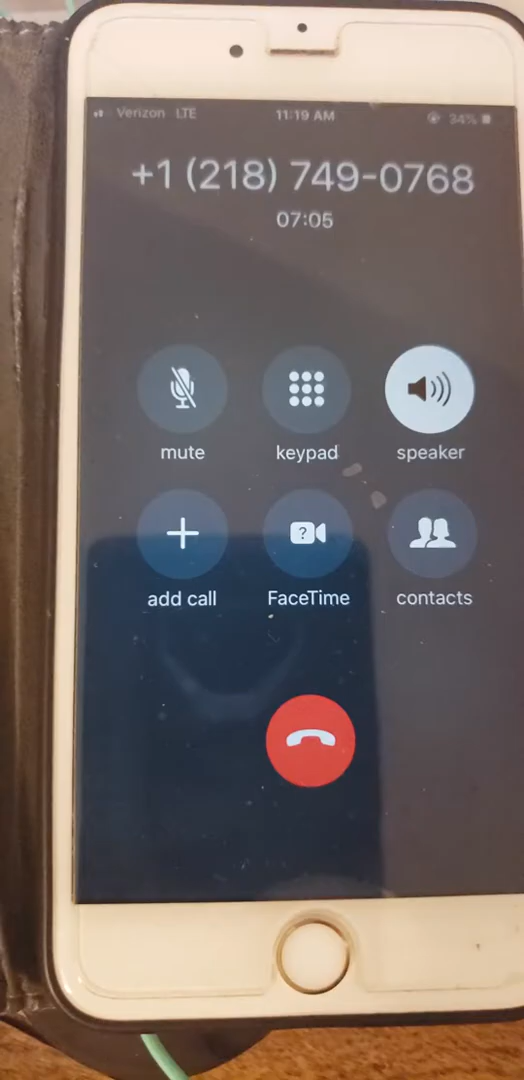 Verizon LTE 11:19 AM 34%
+1 (218) 749-0768
07:05
mute keypad speaker
?
add call FaceTime contacts